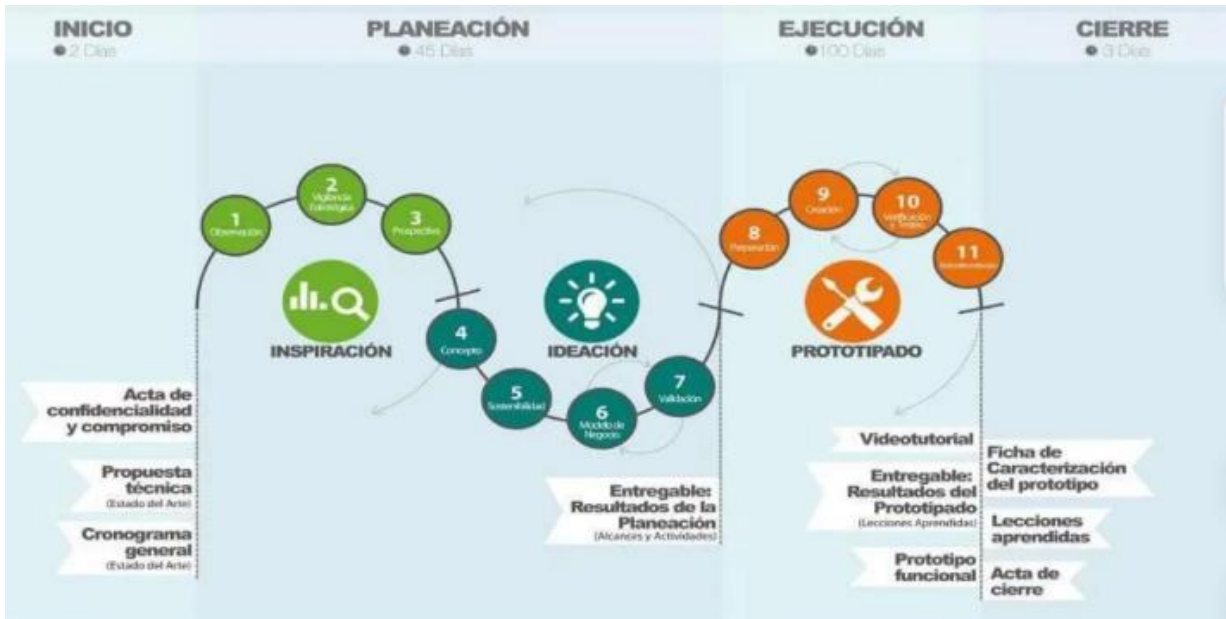 INICIO
2 Días
PLANEACIÓN
45 Días
EJECUCIÓN
100 Días
CIERRE
3 Días
1
Observación
2
Vigilancia
Estratégica
3
Prospectiva
4
Concepto
5
Sostenibilidad
6
Modelo de
Negocio
7
Validación
8
Preparación
9
Creación
10
Verificación
y
11
INSPIRACIÓN
IDEACIÓN
PROTOTIPADO
Acta de
confidencialidad
y compromiso
Propuesta
técnica
(Estado del Arte)
Cronograma
general
(Estado del Arte)
Entregable:
Resultados de la
Planeación
(Alcances y Actividades)
Videotutorial
Entregable:
Resultados del
Prototipado
(Lecciones Aprendidas)
Prototipo
funcional
Ficha de
Caracterización
del prototipo
Lecciones
aprendidas
Acta de
cierre